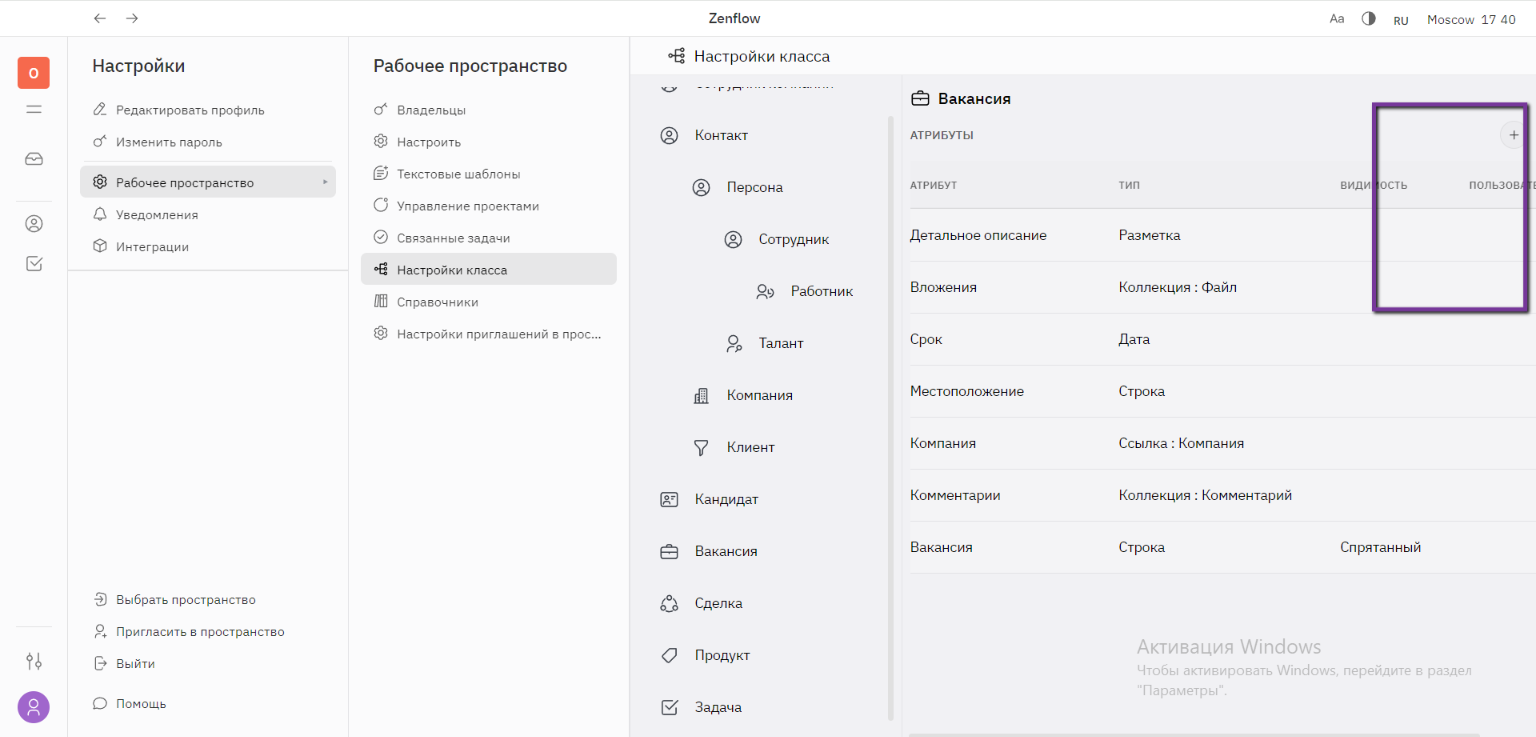 Zenflow
Aa
RU
Moscow 17 40
O
Настройки
Редактировать профиль
Изменить пароль
Рабочее пространство
Уведомления
Интеграции
Выбрать пространство
Пригласить в пространство
Выйти
Помощь
Рабочее пространство
Владельцы
Настроить
Текстовые шаблоны
Управление проектами
Связанные задачи
Настройки класса
Справочники
Настройки приглашений в прос...
Настройки класса
Контакт
Персона
Сотрудник
Работник
Талант
Компания
Клиент
Кандидат
Вакансия
Сделка
Продукт
Задача
Вакансия
АТРИБУТЫ
АТРИБУТ ТИП ВИДИМОСТЬ ПОЛЬЗОВАТЕ
Детальное описание Разметка
Вложения Коллекция : Файл
Срок Дата
Местоположение Строка
Компания Ссылка : Компания
Комментарии Коллекция : Комментарий
Вакансия Строка Спрятанный
Активация Windows
Чтобы активировать Windows, перейдите в раздел
"Параметры".